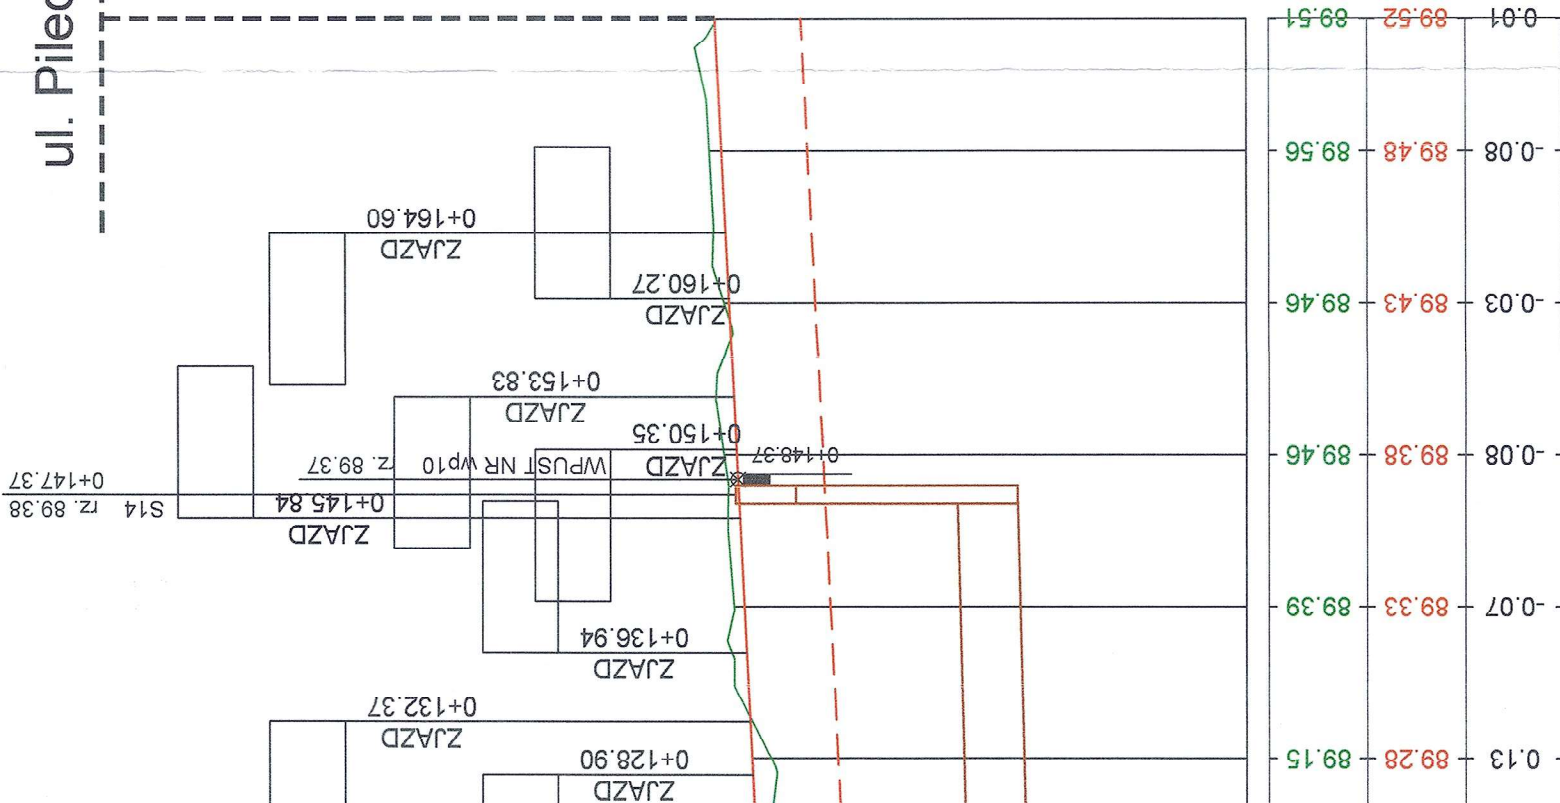 ul. Pilec
89.51 89.52 0.01
89.56 89.48 -0.08
ZJAZD
0+164.60
ZJAZD
0+160.27
89.46 89.43 -0.03
ZJAZD
0+153.83
ZJAZD
0+150.35
WPUST NR wp10 rz. 89.37
0+148.37
89.46 89.38 -0.08
S14 rz. 89.38
0+147.37
ZJAZD
0+145.84
89.39 89.33 -0.07
ZJAZD
0+136.94
ZJAZD
0+132.37
89.15 89.28 0.13
ZJAZD
0+128.90